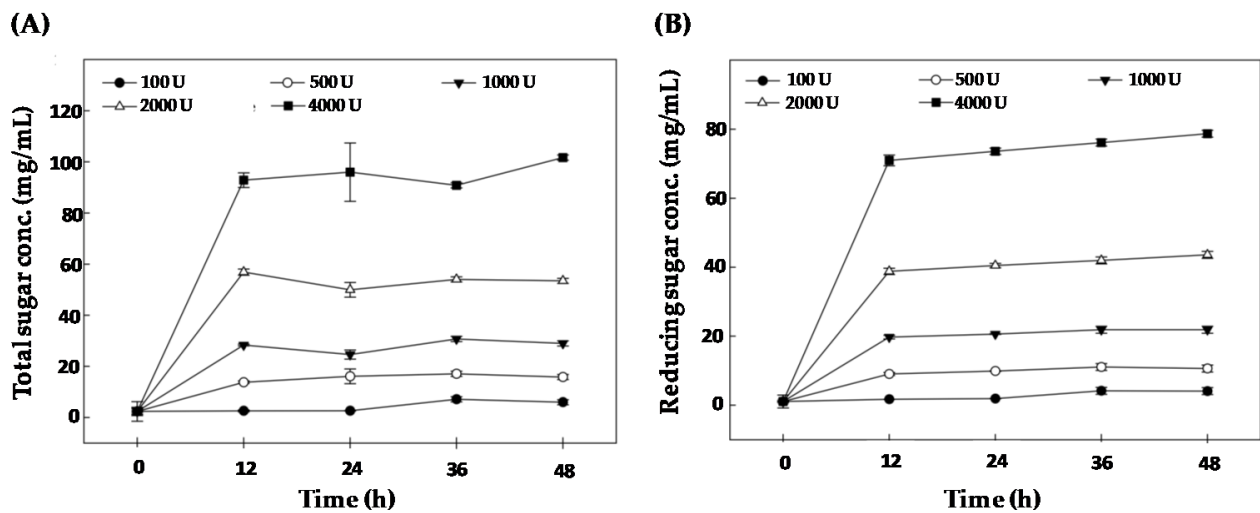 (A)
100 U 500 U 1000 U
2000 U 4000 U
Total sugar conc. (mg/mL)
120
100
80
60
40
20
0
0 12 24 36 48
Time (h)
(B)
100 U 500 U 1000 U
2000 U 4000 U
Reducing sugar conc. (mg/mL)
80
60
40
20
0
0 12 24 36 48
Time (h)